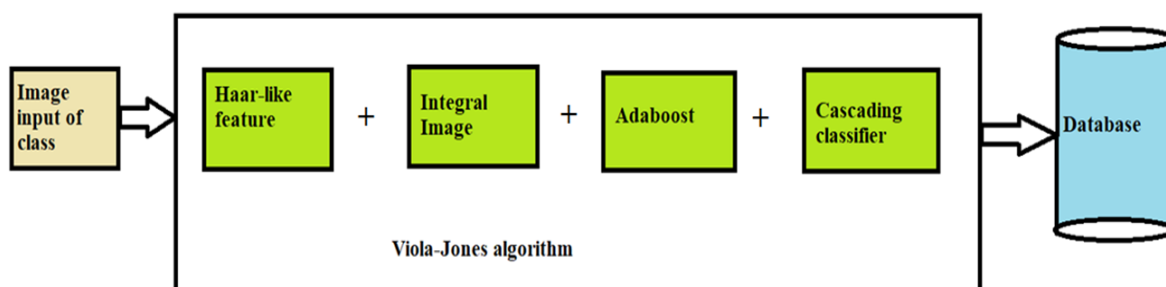 Image
input of
class
Haar-like
feature
+
Integral
Image
+
Adaboost
+
Cascading
classifier
Database
Viola-Jones algorithm